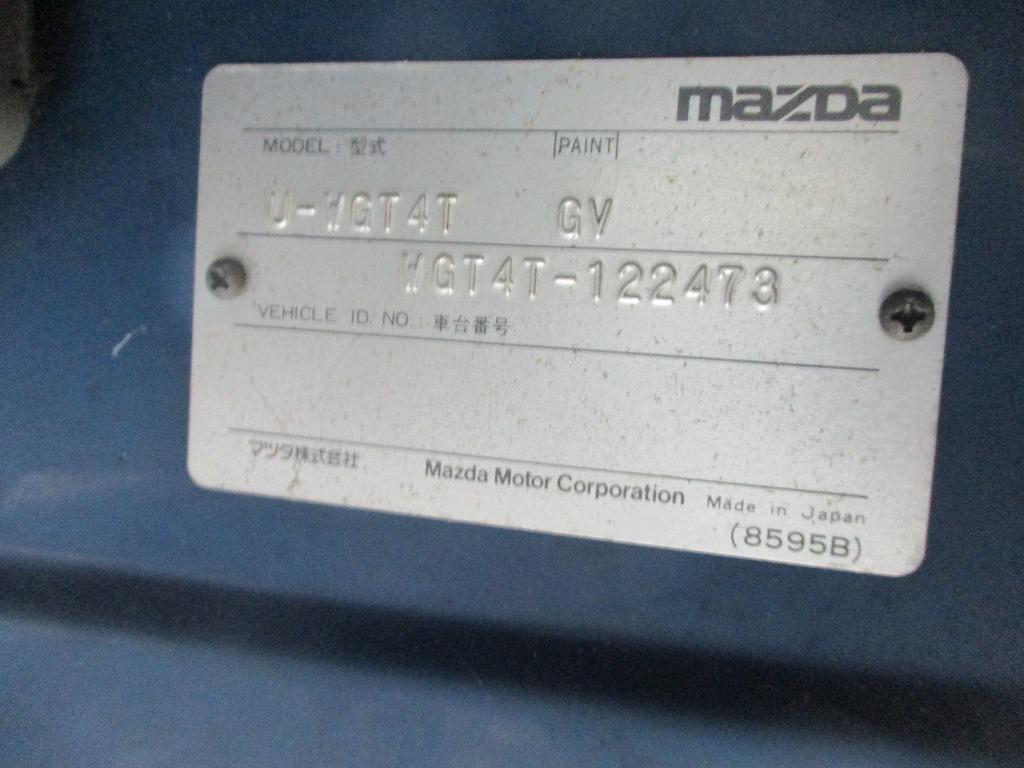 mazda
MODEL : 型式 |PAINT|
U-WGT4T GY
WGT4T-122473
VEHICLE ID. NO. : 車台番号
マツダ株式会社 Mazda Motor Corporation Made in Japan
(8595B)